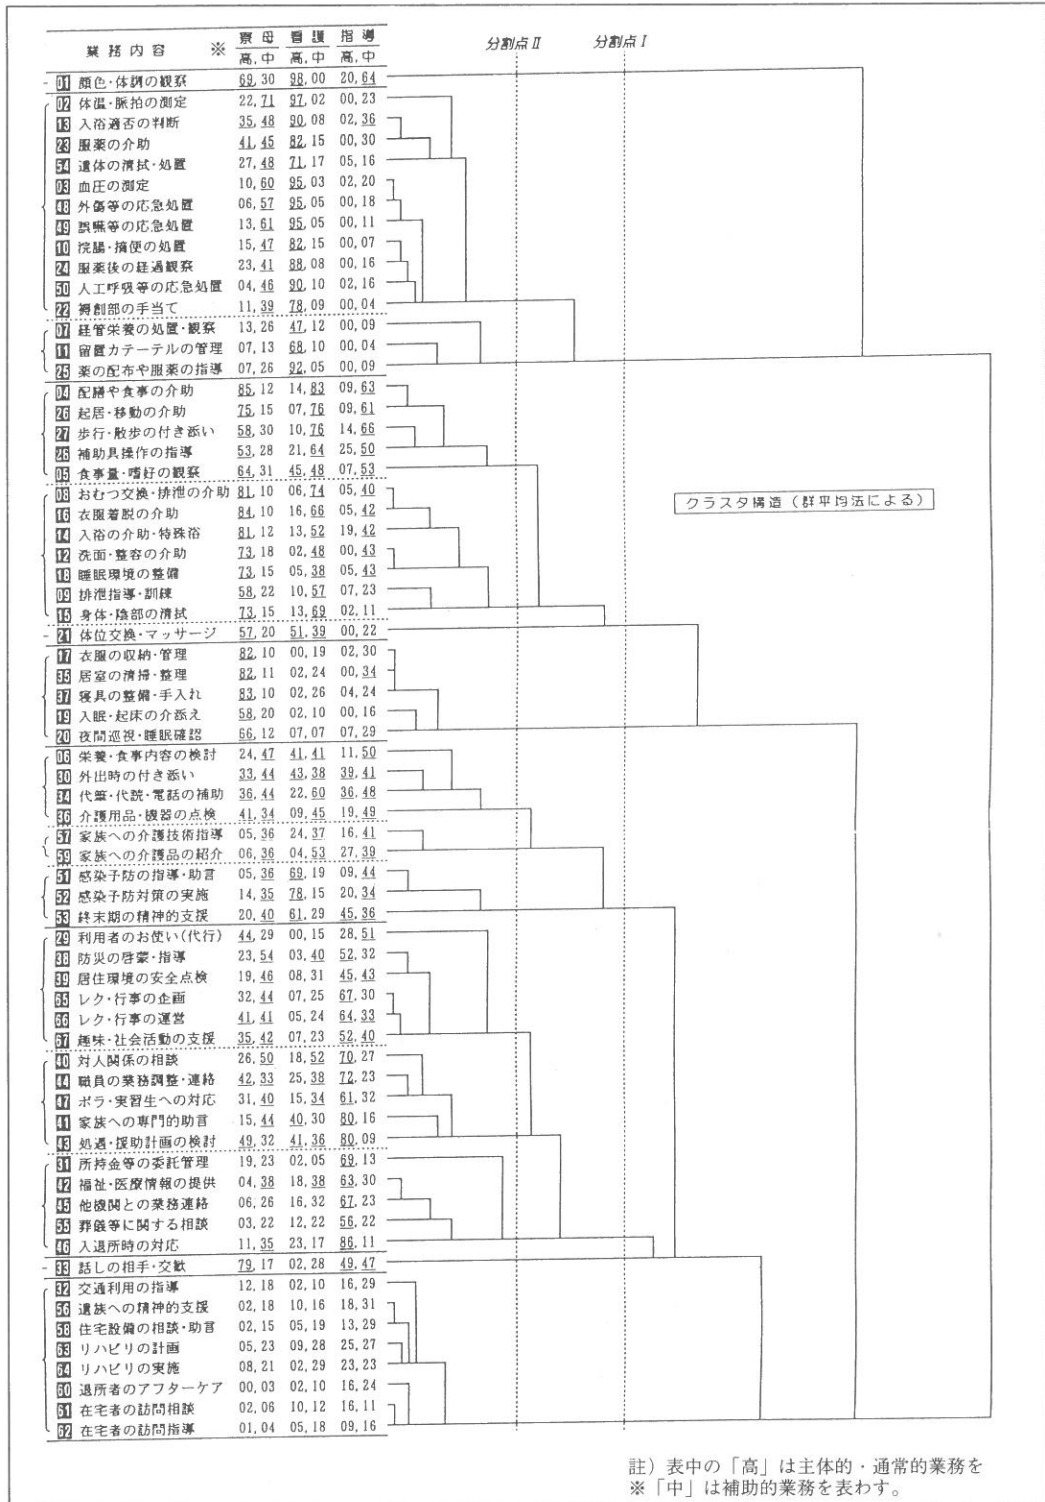 業務内容 ※ 寮母 看護 指導 分割点Ⅱ 分割点Ⅰ
高,中 高,中 高,中
01 顔色・体調の観察 69,30 98,00 20,64
02 体温・脈拍の測定 22,71 97,02 00,23
13 入浴適否の判断 35,48 90,08 02,36
23 服薬の介助 41,45 82,15 00,30
54 遺体の清拭・処置 27,48 71,17 05,16
03 血圧の測定 10,60 95,03 02,20
48 外傷等の応急処置 06,57 95,05 00,18
49 誤嚥等の応急処置 13,61 95,05 00,11
10 浣腸・摘便の処置 15,47 82,15 00,07
24 服薬後の経過観察 23,41 88,08 00,16
50 人工呼吸等の応急処置 04,46 90,10 02,16
22 褥創部の手当て 11,39 78,09 00,04
07 経管栄養の処置・観察 13,26 47,12 00,09
11 留置カテーテルの管理 07,13 68,10 00,04
25 薬の配布や服薬の指導 07,26 92,05 00,09
04 配膳や食事の介助 85,12 14,83 09,63
26 起居・移動の介助 75,15 07,76 09,61
27 歩行・散歩の付き添い 58,30 10,76 14,66
26 補助具操作の指導 53,28 21,64 25,50
05 食事量・嗜好の観察 64,31 45,48 07,53
08 おむつ交換・排泄の介助 81,10 06,74 05,40
16 衣服着脱の介助 84,10 16,66 05,42
14 入浴の介助・特殊浴 81,12 13,52 19,42
12 洗面・整容の介助 73,18 02,48 00,43
18 睡眠環境の整備 73,15 05,38 05,43
09 排泄指導・訓練 58,22 10,57 07,23
15 身体・陰部の清拭 73,15 13,69 02,11
21 体位交換・マッサージ 57,20 51,39 00,22
17 衣服の収納・管理 82,10 00,19 02,30
35 居室の清掃・整理 82,11 02,24 00,34
37 寝具の整備・手入れ 83,10 02,26 04,24
19 入眠・起床の介添え 58,20 02,10 00,16
20 夜間巡視・睡眠確認 66,12 07,07 07,29
06 栄養・食事内容の検討 24,47 41,41 11,50
30 外出時の付き添い 33,44 43,38 39,41
34 代筆・代読・電話の補助 36,44 22,60 36,48
36 介護用品・機器の点検 41,34 09,45 19,49
57 家族への介護技術指導 05,36 24,37 16,41
59 家族への介護品の紹介 06,36 04,53 27,39
51 感染予防の指導・助言 05,36 69,19 09,44
52 感染予防対策の実施 14,35 78,15 20,34
53 終末期の精神的支援 20,40 61,29 45,36
29 利用者のお使い(代行) 44,29 00,15 28,51
38 防災の啓蒙・指導 23,54 03,40 52,32
39 居住環境の安全点検 19,46 08,31 45,43
65 レク・行事の企画 32,44 07,25 67,30
66 レク・行事の運営 41,41 05,24 64,33
67 趣味・社会活動の支援 35,42 07,23 52,40
40 対人関係の相談 26,50 18,52 70,27
44 職員の業務調整・連絡 42,33 25,38 72,23
47 ボラ・実習生への対応 31,40 15,34 61,32
41 家族への専門的助言 15,44 40,30 80,16
43 処遇・援助計画の検討 49,32 41,36 80,09
31 所持金等の委託管理 19,23 02,05 69,13
42 福祉・医療情報の提供 04,38 18,38 63,30
45 他機関との業務連絡 06,26 16,32 67,23
55 葬儀等に関する相談 03,22 12,22 56,22
46 入退所時の対応 11,35 23,17 86,11
33 話しの相手・交歓 79,17 02,28 49,47
32 交通利用の指導 12,18 02,10 16,29
56 遺族への精神的支援 02,18 10,16 18,31
58 住宅設備の相談・助言 02,15 05,19 13,29
63 リハビリの計画 05,23 09,28 25,27
64 リハビリの実施 08,21 02,29 23,23
60 退所者のアフターケア 00,03 02,10 16,24
61 在宅者の訪問相談 02,06 10,12 16,11
62 在宅者の訪問指導 01,04 05,18 09,16
クラスタ構造(群平均法による)
註)表中の「高」は主体的・通常的業務を
※「中」は補助的業務を表わす。